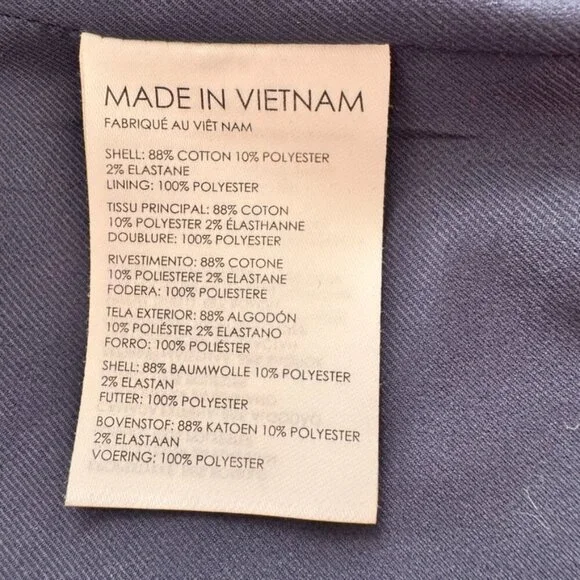 MADE IN VIETNAM
FABRIQUÉ AU VIÊT NAM
SHELL: 88% COTTON 10% POLYESTER
2% ELASTANE
LINING: 100% POLYESTER
TISSU PRINCIPAL: 88% COTON
10% POLYESTER 2% ÉLASTHANNE
DOUBLURE: 100% POLYESTER
RIVESTIMENTO: 88% COTONE
10% POLIESTERE 2% ELASTANE
FODERA: 100% POLIESTERE
TELA EXTERIOR: 88% ALGODÓN
10% POLIÉSTER 2% ELASTANO
FORRO: 100% POLIÉSTER
SHELL: 88% BAUMWOLLE 10% POLYESTER
2% ELASTAN
FUTTER: 100% POLYESTER
BOVENSTOF: 88% KATOEN 10% POLYESTER
2% ELASTAAN
VOERING: 100% POLYESTER